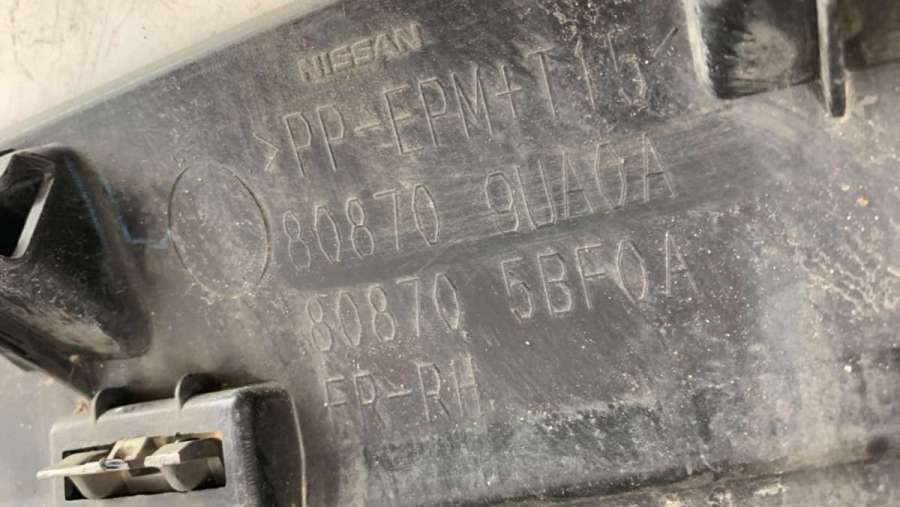 NISSAN
>PP-EPM+T15<
80870 9UA0A
80870 5BF0A
FR-RH